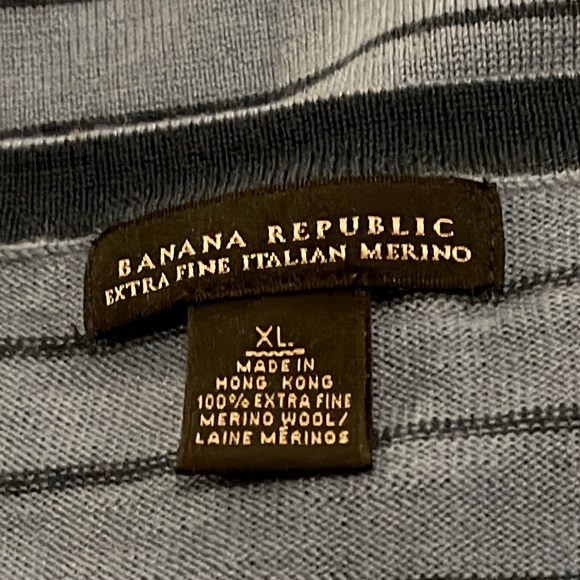 BANANA REPUBLIC
EXTRA FINE ITALIAN MERINO
XL
MADE IN
HONG KONG
100% EXTRA FINE
MERINO WOOL/
LAINE MÉRINOS